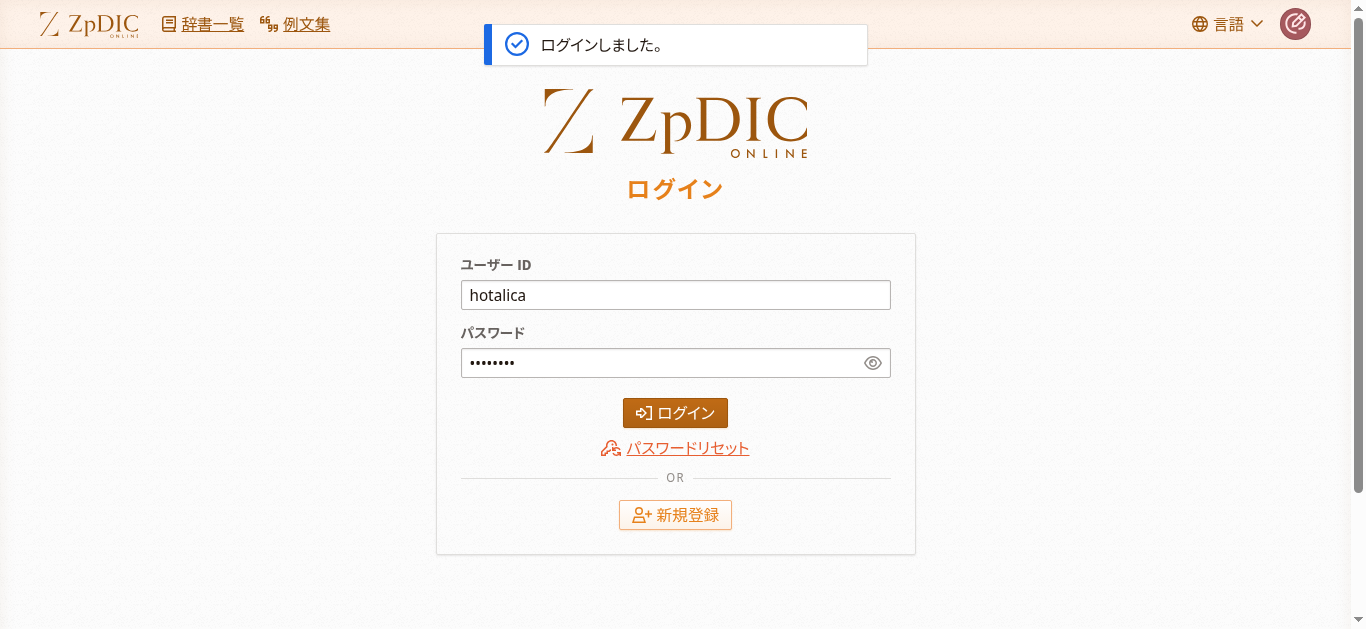 ZpDIC ONLINE 辞書一覧 例文集 言語
ログインしました。
ZpDIC
ONLINE
ログイン
ユーザー ID
hotalica
パスワード
••••••••
ログイン
パスワードリセット
OR
新規登録